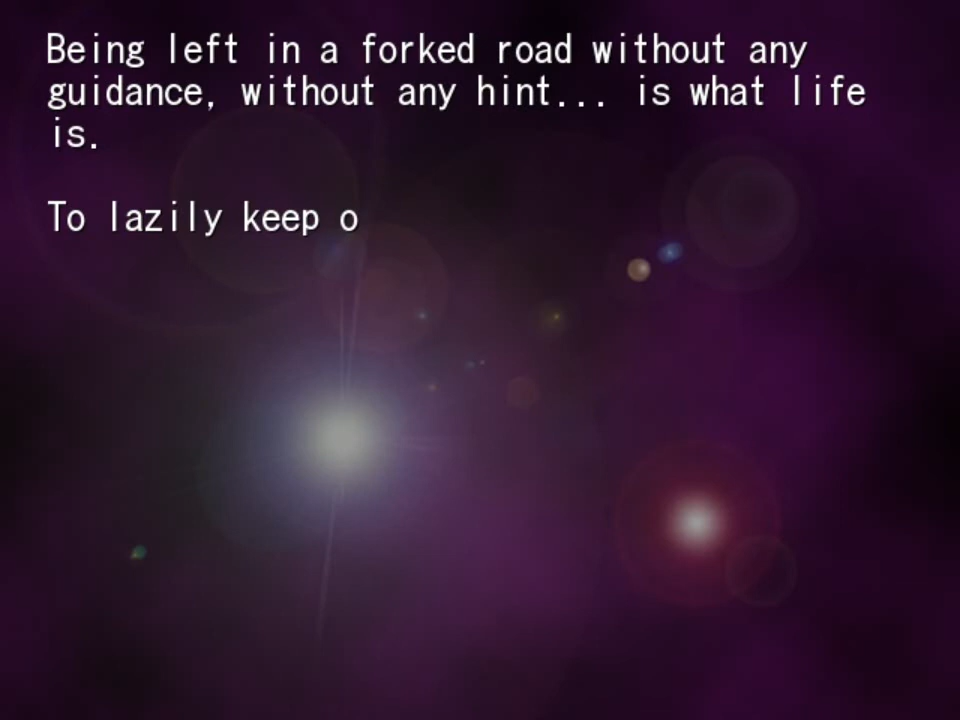 Being left in a forked road without any
guidance, without any hint... is what life
is.
To lazily keep o